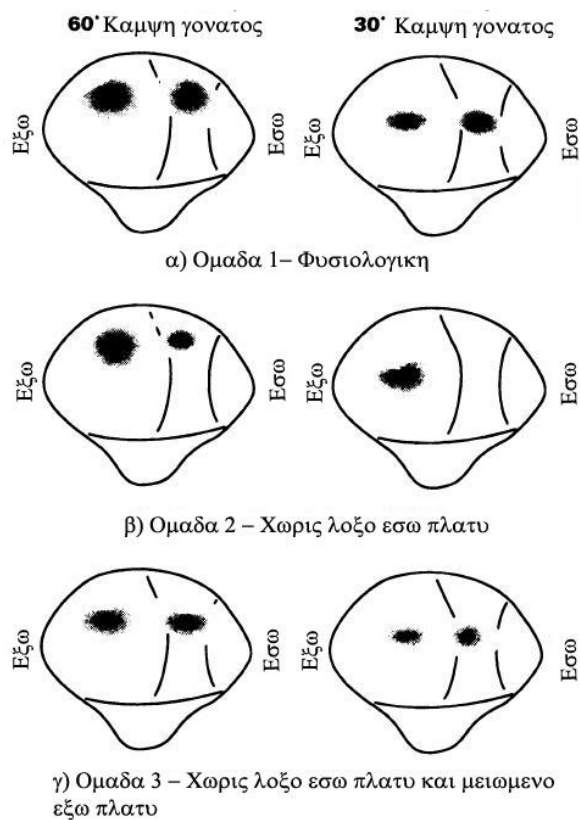 60° Καμψη γονατος 30° Καμψη γονατος
Εξω Εσω Εξω Εσω
α) Ομαδα 1– Φυσιολογικη
Εξω Εσω Εξω Εσω
β) Ομαδα 2 – Χωρις λοξο εσω πλατυ
Εξω Εσω Εξω Εσω
γ) Ομαδα 3 – Χωρις λοξο εσω πλατυ και μειωμενο
εξω πλατυ